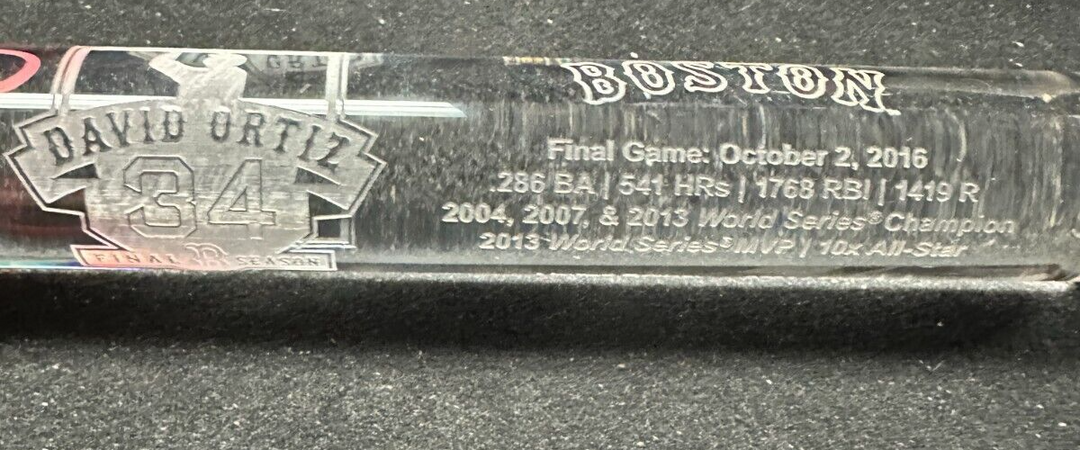 DAVID ORTIZ
34
FINAL B SEASON
BOSTON
Final Game: October 2, 2016
.286 BA | 541 HRs | 1768 RBI | 1419 R
2004, 2007, & 2013 World Series® Champion
2013 World Series® MVP | 10x All-Star